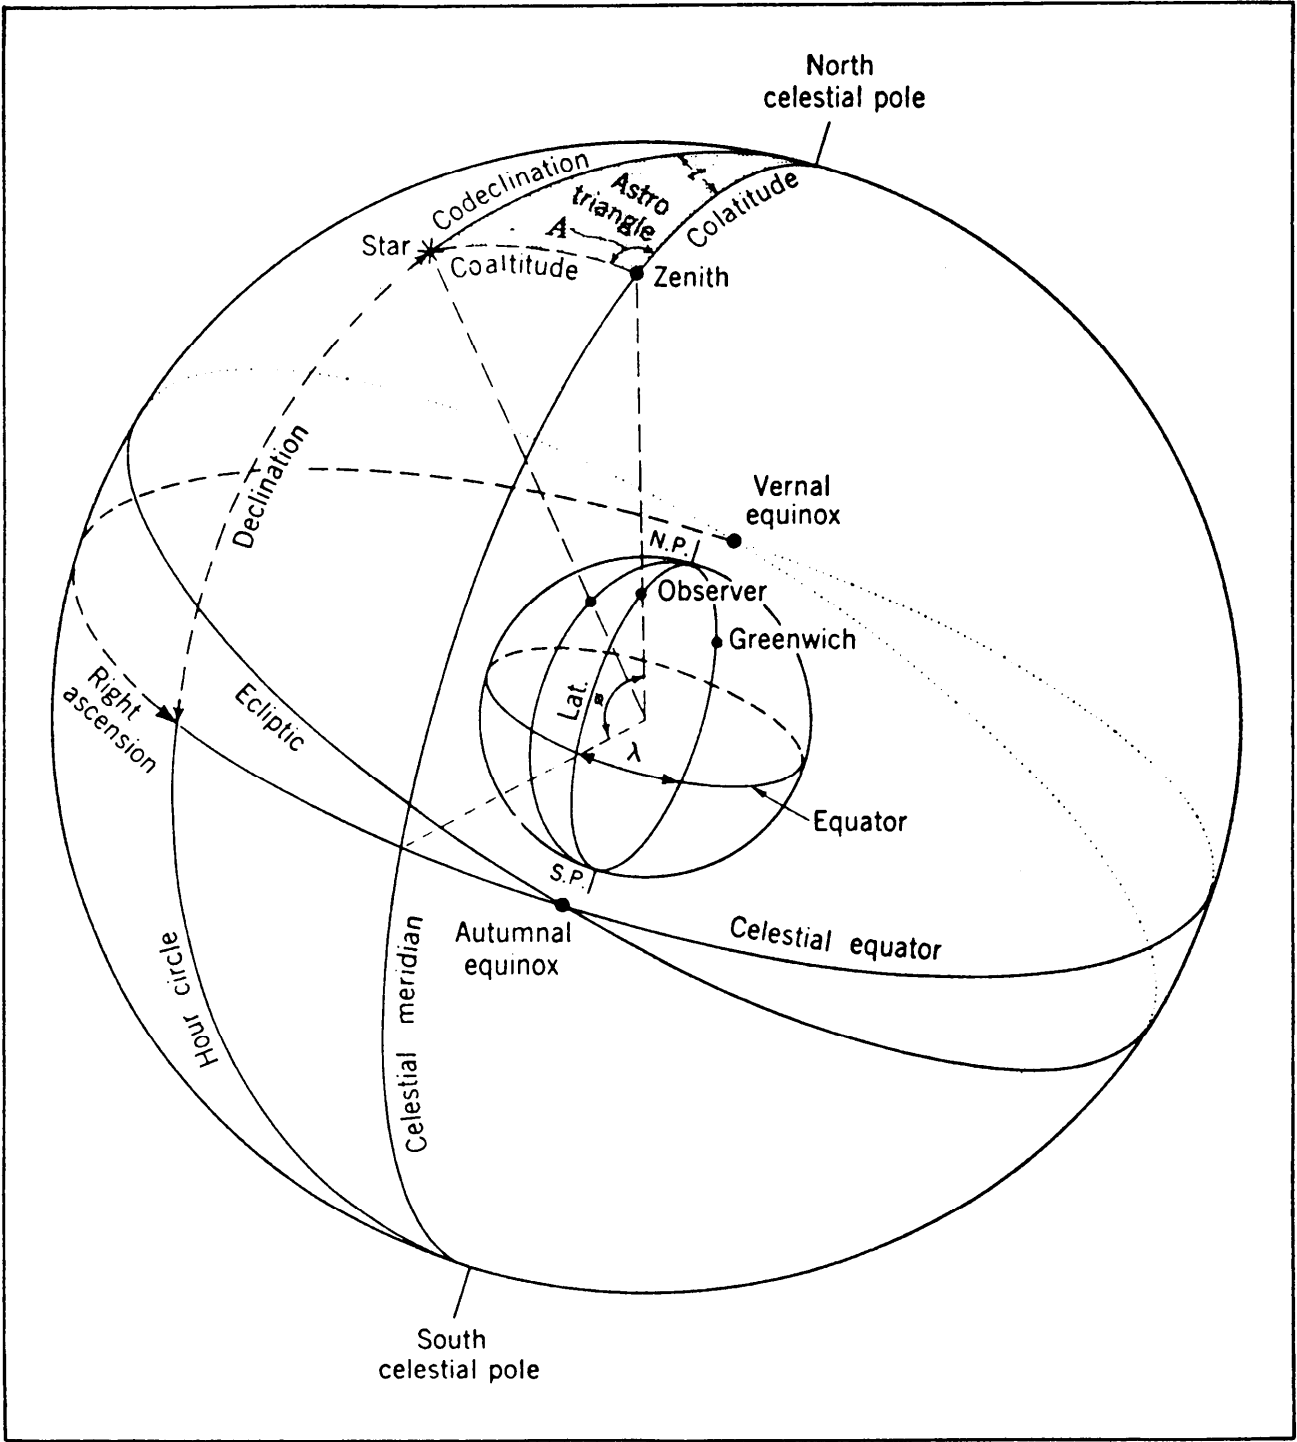 North
celestial pole
Codeclination
Astro
triangle
t
Colatitude
A
Star
Coaltitude
Zenith
Declination
Vernal
equinox
N.P.
Observer
Greenwich
Right
ascension
Ecliptic
Lat.
λ
Equator
S.P.
Autumnal
equinox
Celestial equator
Hour circle
Celestial meridian
South
celestial pole